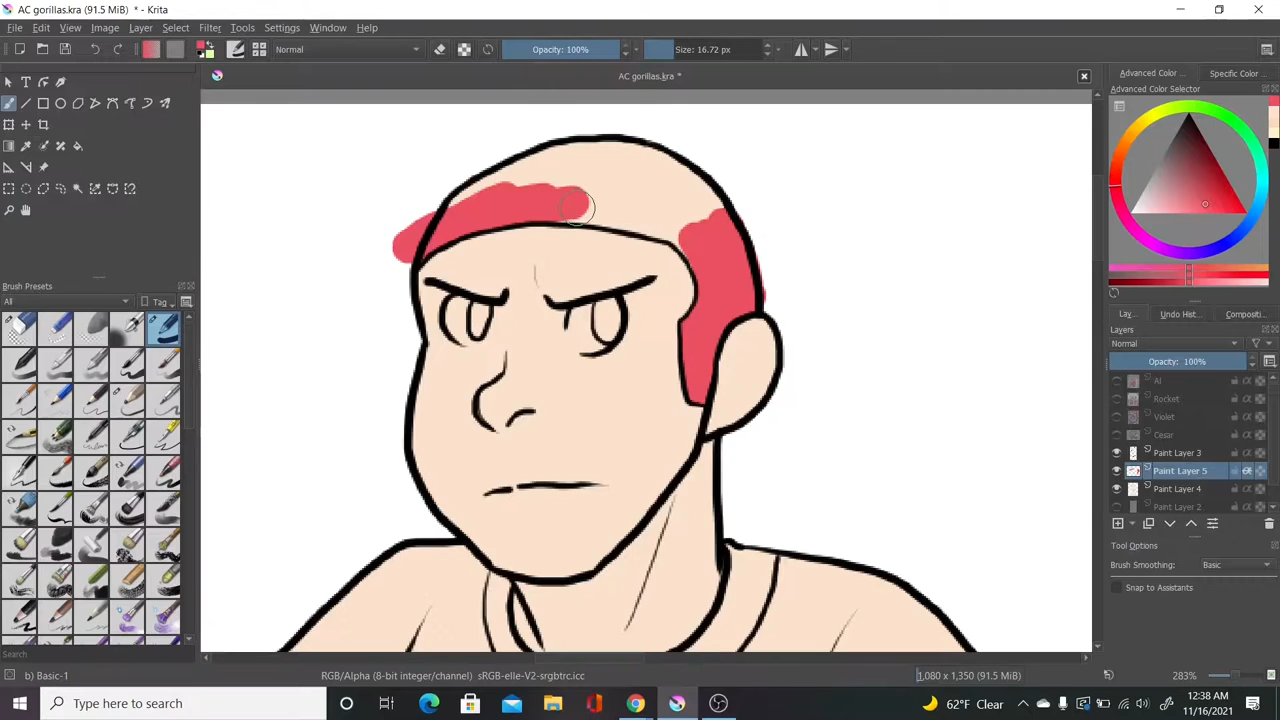 AC gorillas.kra (91.5 MiB) * - Krita
File Edit View Image Layer Select Filter Tools Settings Window Help
Normal Opacity: 100% Size: 16.72 px
AC gorillas.kra *
Advanced Color ... Specific Color ...
Advanced Color Selector
Brush Presets
All Tag
Lay... Undo Hist... Compositi...
Layers
Normal
Opacity: 100%
Al
Rocket
Violet
Cesar
Paint Layer 3
Paint Layer 5
Paint Layer 4
Paint Layer 2
Tool Options
Brush Smoothing: Basic
Snap to Assistants
Search
b) Basic-1 RGB/Alpha (8-bit integer/channel) sRGB-elle-V2-srgbtrc.icc 1,080 x 1,350 (91.5 MiB) 283%
Type here to search 62°F Clear 12:38 AM
11/16/2021